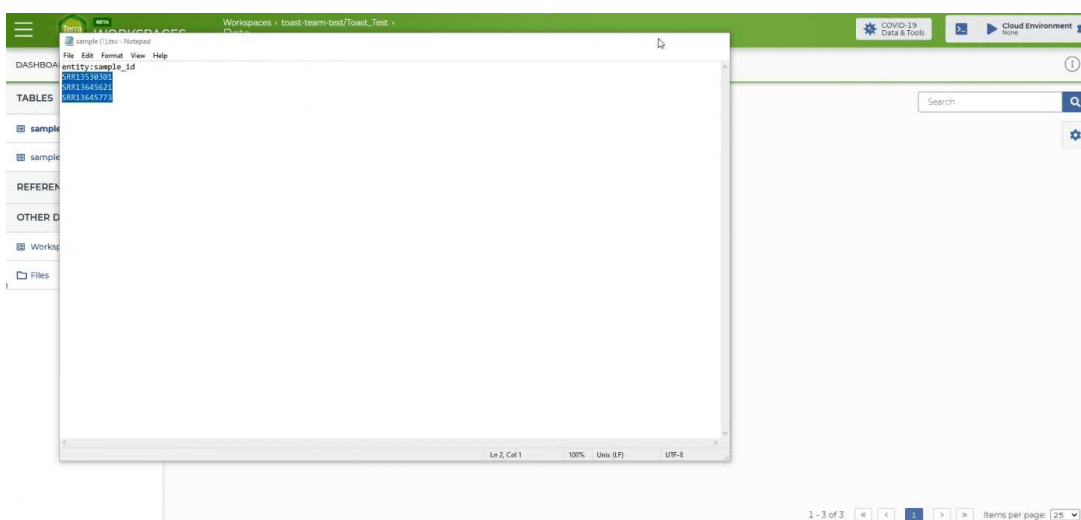 Terra
BETA
WORKSPACES
Workspaces › toast-team-test/Toast_Test ›
Data
COVID-19
Data & Tools
Cloud Environment
None
sample (1).tsv - Notepad
File Edit Format View Help
entity:sample_id
SRR13530301
SRR13645621
SRR13645773
DASHBOA
TABLES
Search
sample
sample
REFEREN
OTHER D
Worksp
Files
Ln 2, Col 1
100%
Unix (LF)
UTF-8
1 - 3 of 3
1
Items per page: 25